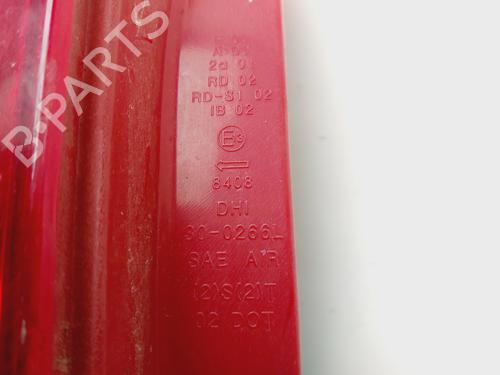 A 01
2a 01
RD 02
RD-S1 02
IB 02
E3
8408
DHI
30-0266L
SAE AIR
(2)S(2)T
02 DOT
B-PARTS